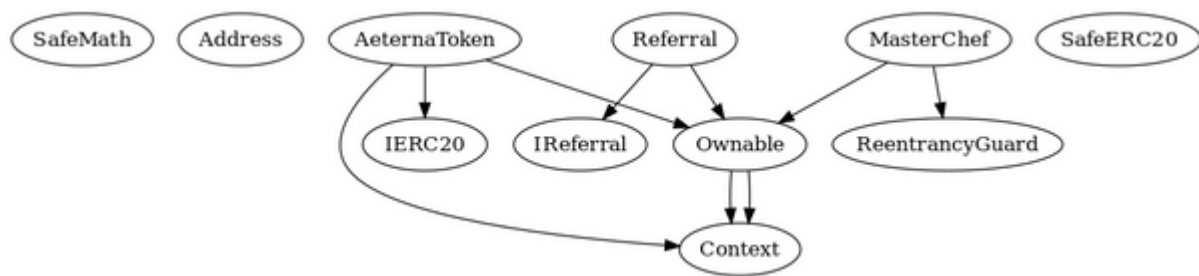 SafeMath
Address
AeternaToken
Referral
MasterChef
SafeERC20
IERC20
IReferral
Ownable
ReentrancyGuard
Context